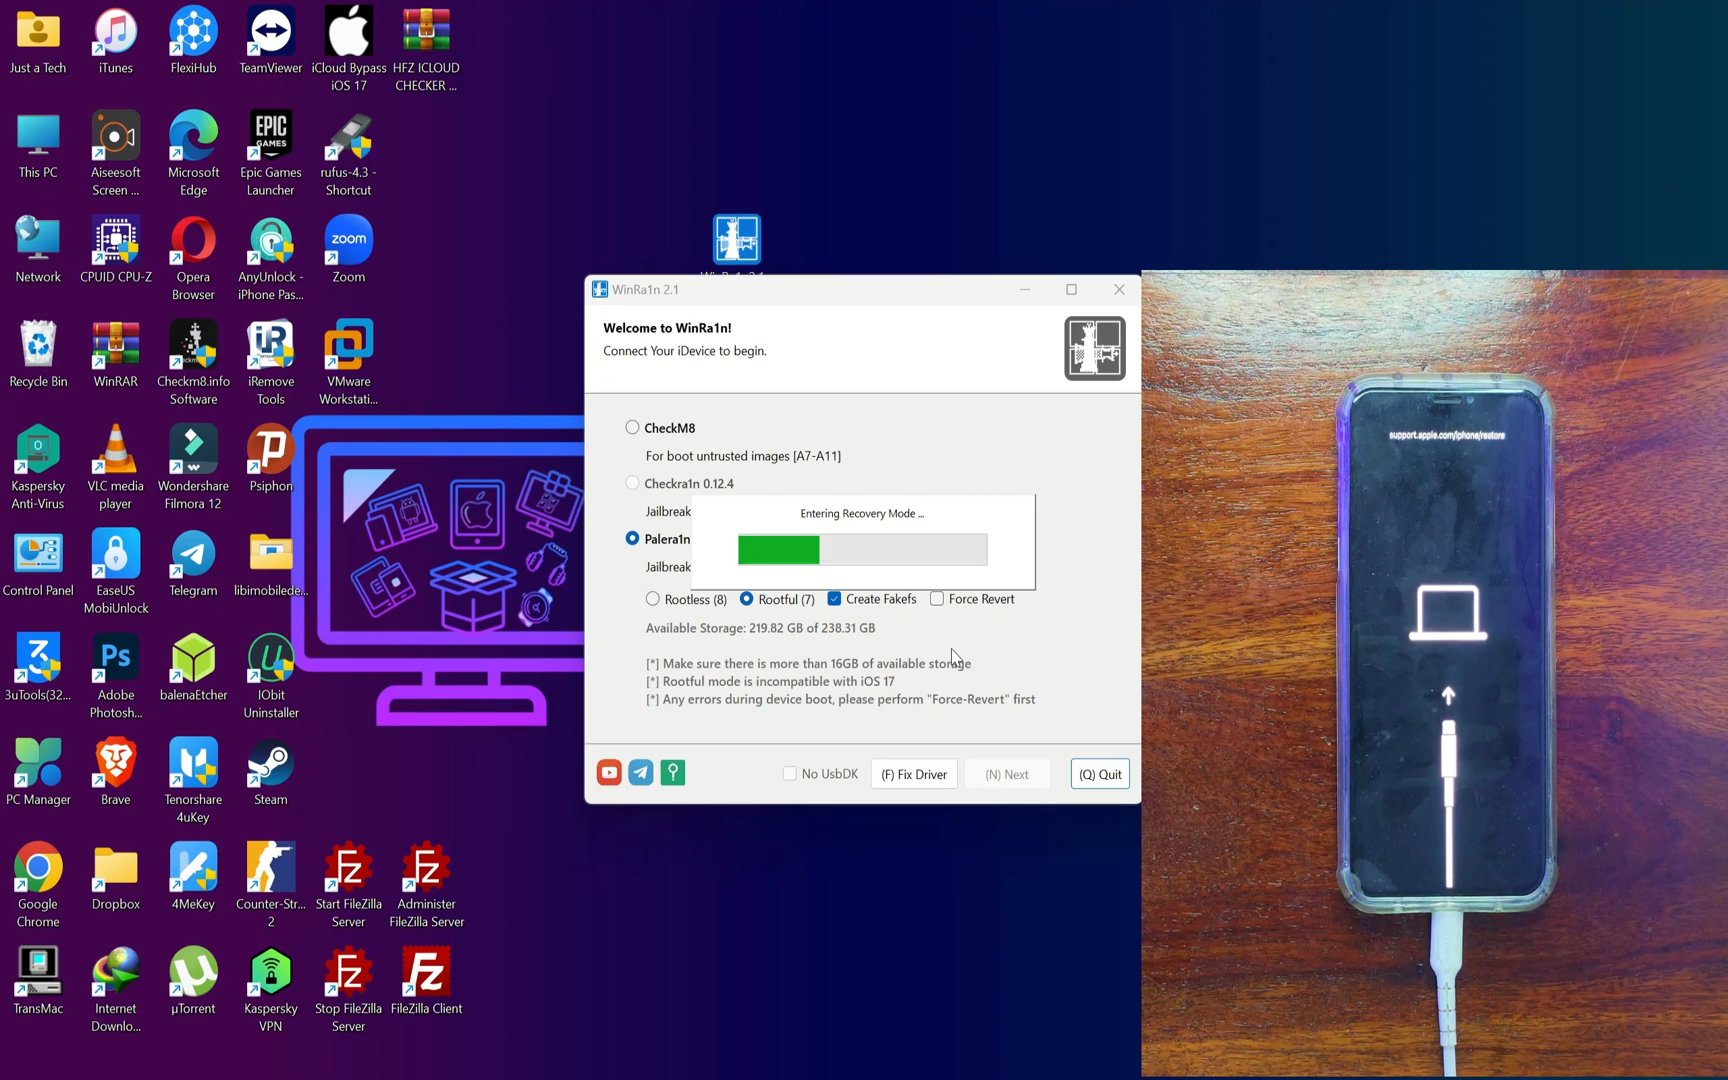 Just a Tech
iTunes
FlexiHub
TeamViewer
iCloud Bypass
iOS 17
HFZ ICLOUD
CHECKER ...
This PC
Aiseesoft
Screen ...
Microsoft
Edge
EPIC
GAMES
Epic Games
Launcher
rufus-4.3 -
Shortcut
Network
CPUID CPU-Z
Opera
Browser
AnyUnlock -
iPhone Pas...
zoom
Zoom
Recycle Bin
WinRAR
Checkm8.info
Software
iR
iRemove
Tools
VMware
Workstati...
Kaspersky
Anti-Virus
VLC media
player
Wondershare
Filmora 12
Psiphon
Control Panel
EaseUS
MobiUnlock
Telegram
libimobilede...
3uTools(32...
Ps
Adobe
Photosh...
balenaEtcher
IObit
Uninstaller
PC Manager
Brave
Tenorshare
4uKey
Steam
Google
Chrome
Dropbox
4MeKey
Counter-Str...
2
Fz
Start FileZilla
Server
Fz
Administer
FileZilla Server
TransMac
Internet
Downlo...
µTorrent
Kaspersky
VPN
Fz
Stop FileZilla
Server
Fz
FileZilla Client
WinRa1n 2.1
Welcome to WinRa1n!
Connect Your iDevice to begin.
CheckM8
For boot untrusted images [A7-A11]
Checkra1n 0.12.4
Jailbreak
Entering Recovery Mode ...
Palera1n
Jailbreak
Rootless (8) Rootful (7) Create Fakefs Force Revert
Available Storage: 219.82 GB of 238.31 GB
[*] Make sure there is more than 16GB of available storage
[*] Rootful mode is incompatible with iOS 17
[*] Any errors during device boot, please perform "Force-Revert" first
No UsbDK (F) Fix Driver (N) Next (Q) Quit
support.apple.com/iphone/restore